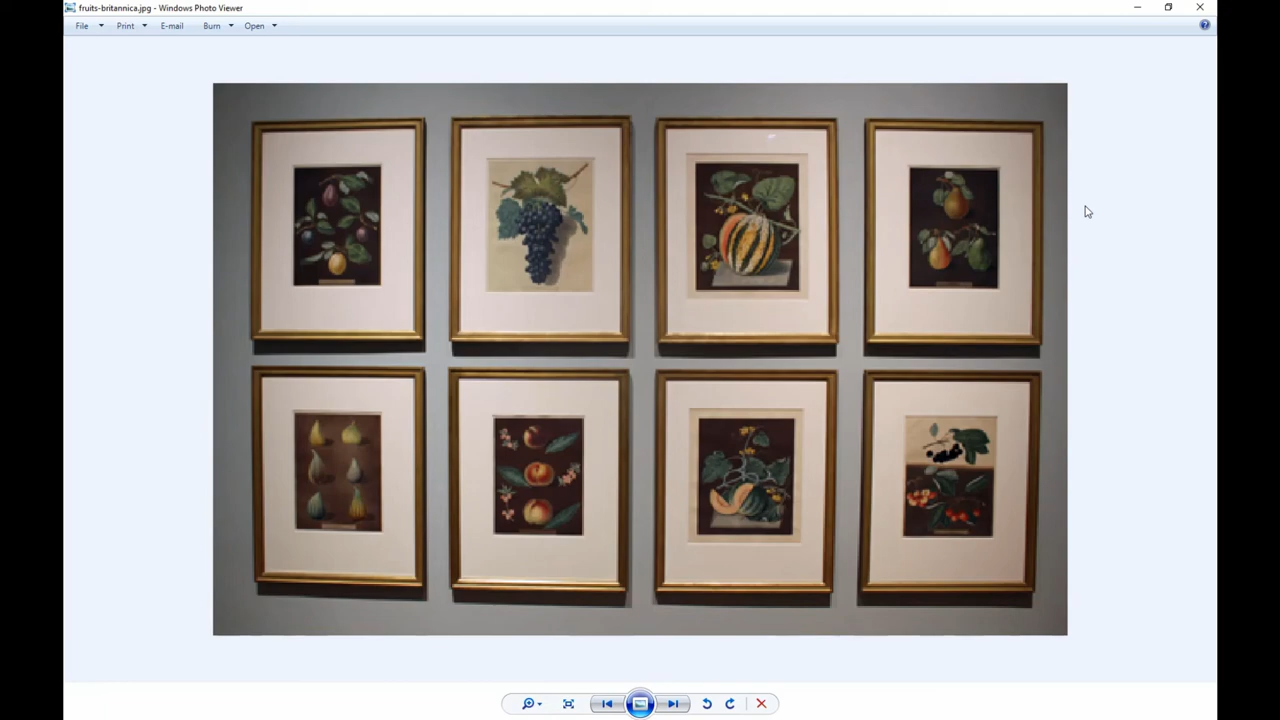 fruits-britannica.jpg - Windows Photo Viewer
File Print E-mail Burn Open